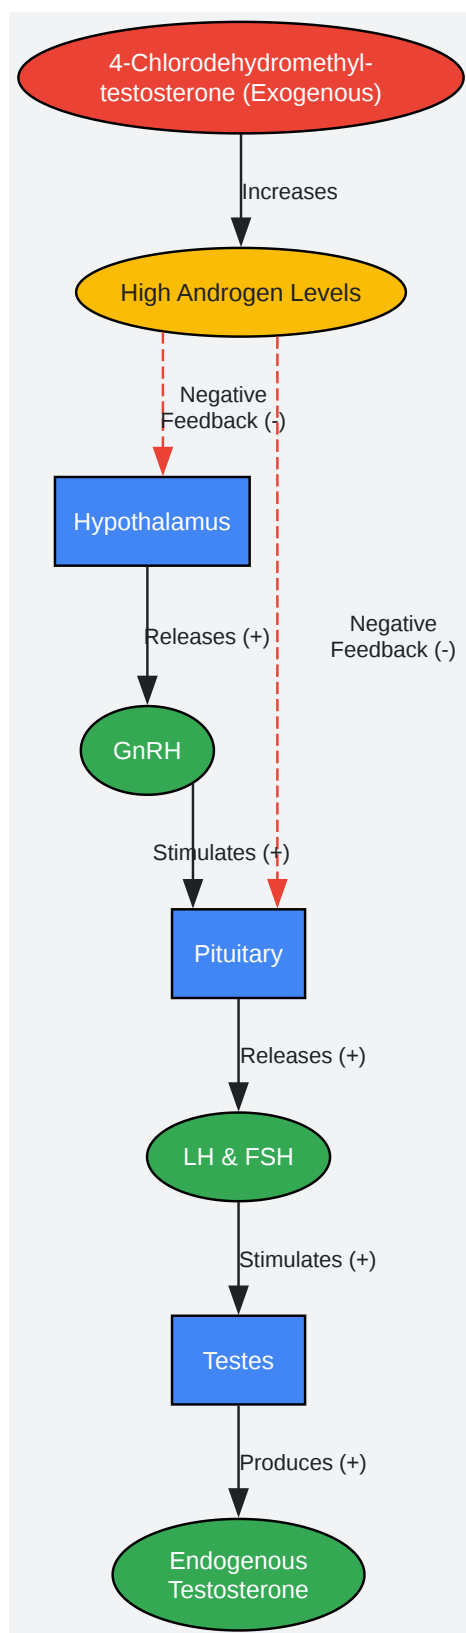 4-Chlorodehydromethyl-
testosterone (Exogenous)
Increases
High Androgen Levels
Negative
Feedback (-)
Hypothalamus
Negative
Feedback (-)
Releases (+)
GnRH
Stimulates (+)
Pituitary
Releases (+)
LH & FSH
Stimulates (+)
Testes
Produces (+)
Endogenous
Testosterone